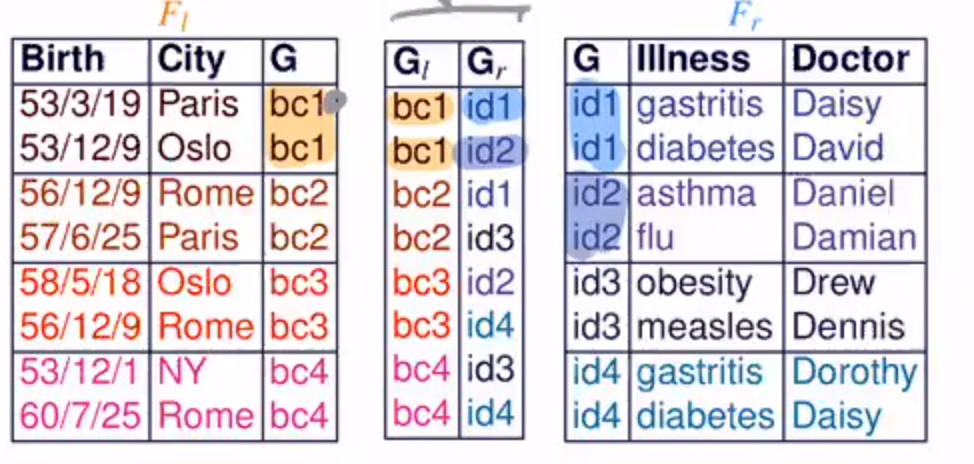 F_l F_r
Birth City G G_l G_r G Illness Doctor
53/3/19 Paris bc1 bc1 id1 id1 gastritis Daisy
53/12/9 Oslo bc1 bc1 id2 id1 diabetes David
56/12/9 Rome bc2 bc2 id1 id2 asthma Daniel
57/6/25 Paris bc2 bc2 id3 id2 flu Damian
58/5/18 Oslo bc3 bc3 id2 id3 obesity Drew
56/12/9 Rome bc3 bc3 id4 id3 measles Dennis
53/12/1 NY bc4 bc4 id3 id4 gastritis Dorothy
60/7/25 Rome bc4 bc4 id4 id4 diabetes Daisy